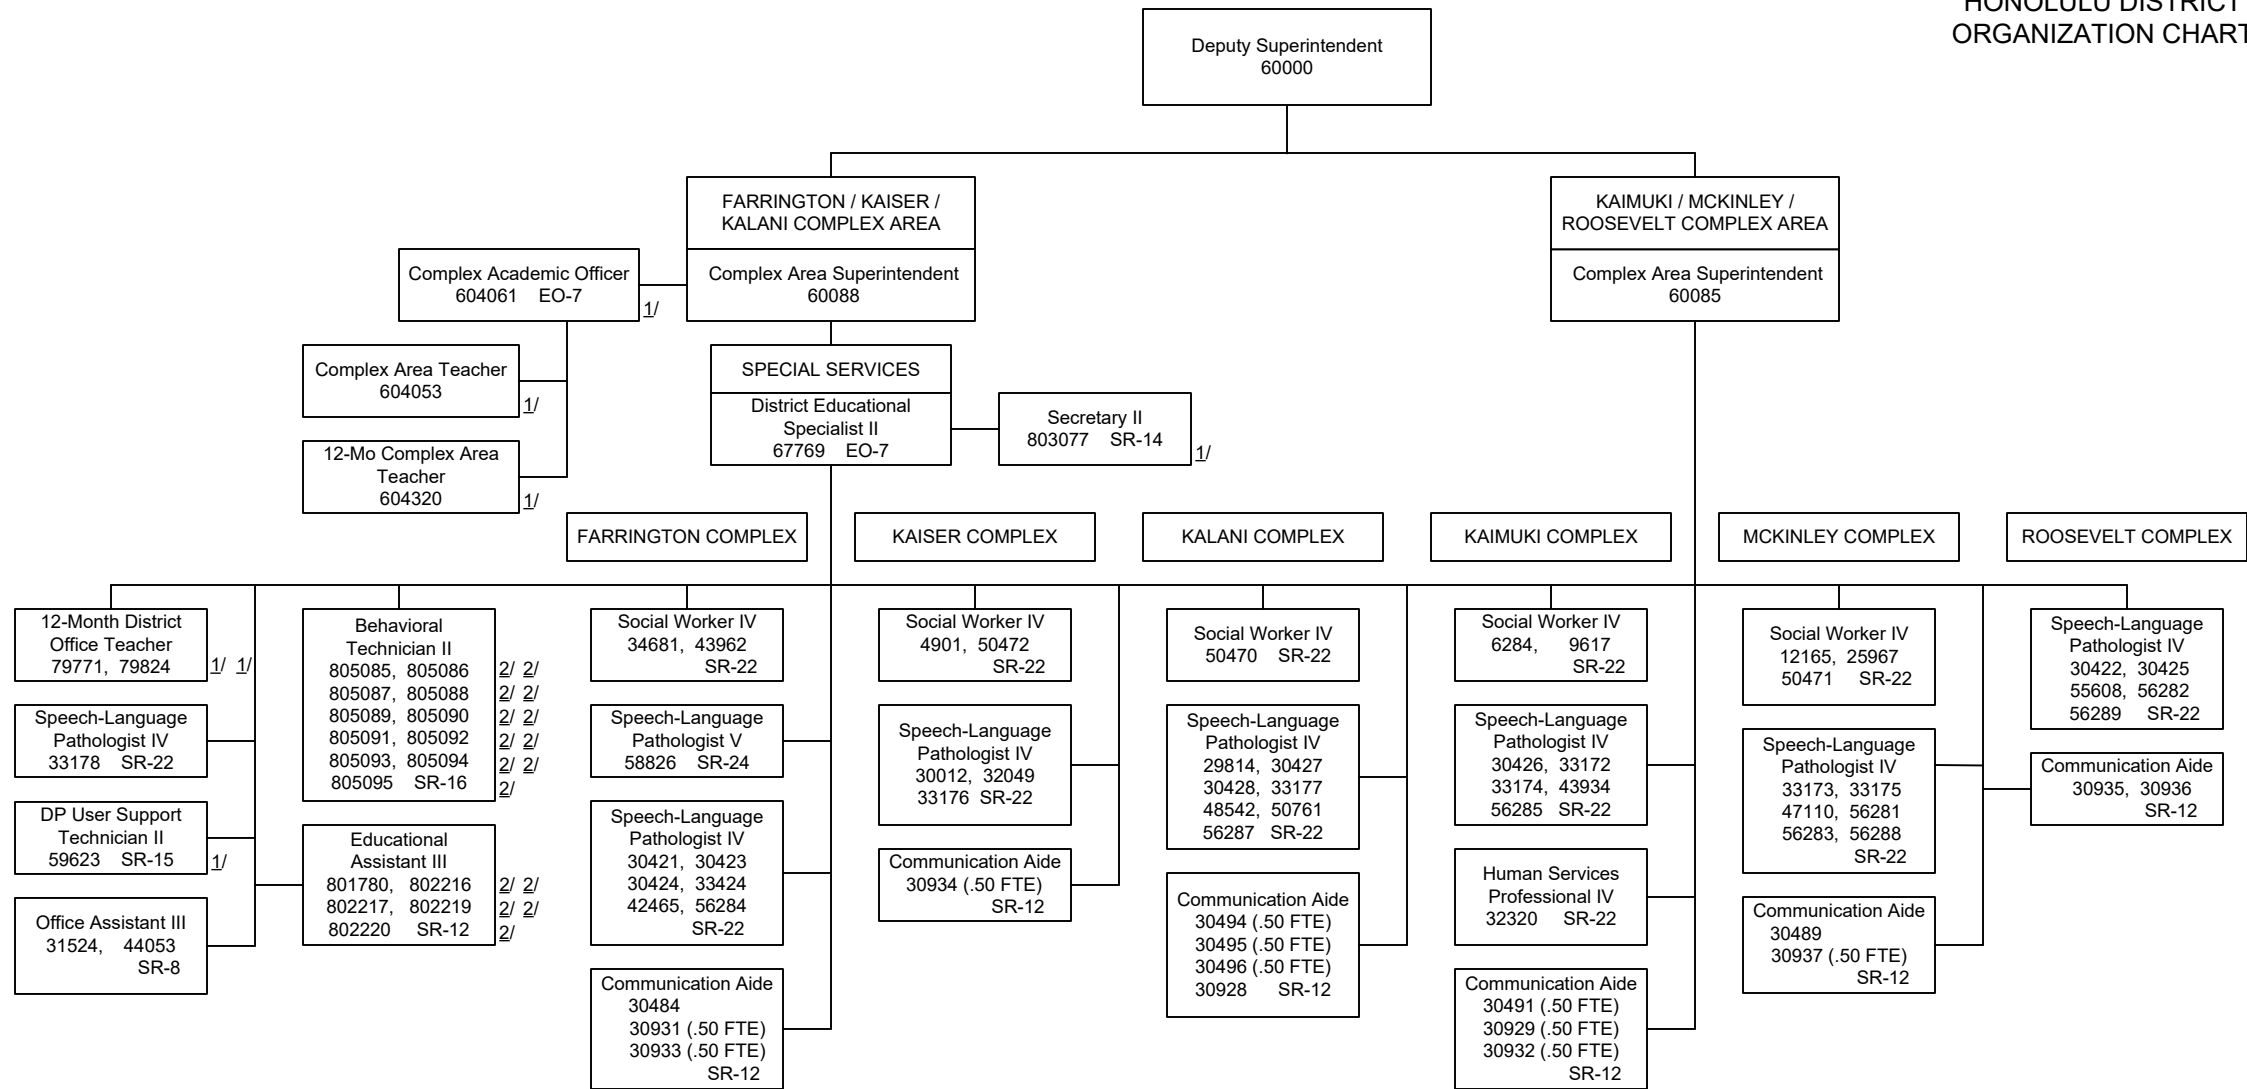 HONOLULU DISTRICT
ORGANIZATION CHART
Deputy Superintendent
60000
FARRINGTON / KAISER /
KALANI COMPLEX AREA
Complex Area Superintendent
60088
KAIMUKI / MCKINLEY /
ROOSEVELT COMPLEX AREA
Complex Area Superintendent
60085
Complex Academic Officer
604061 EO-7
1/
Complex Area Teacher
604053
1/
12-Mo Complex Area
Teacher
604320
1/
SPECIAL SERVICES
District Educational
Specialist II
67769 EO-7
Secretary II
803077 SR-14
1/
FARRINGTON COMPLEX
KAISER COMPLEX
KALANI COMPLEX
KAIMUKI COMPLEX
MCKINLEY COMPLEX
ROOSEVELT COMPLEX
12-Month District
Office Teacher
79771, 79824
1/ 1/
Speech-Language
Pathologist IV
33178 SR-22
DP User Support
Technician II
59623 SR-15
1/
Office Assistant III
31524, 44053
SR-8
Behavioral
Technician II
805085, 805086 2/ 2/
805087, 805088 2/ 2/
805089, 805090 2/ 2/
805091, 805092 2/ 2/
805093, 805094 2/ 2/
805095 SR-16 2/
Educational
Assistant III
801780, 802216 2/ 2/
802217, 802219 2/ 2/
802220 SR-12 2/
Social Worker IV
34681, 43962
SR-22
Speech-Language
Pathologist V
58826 SR-24
Speech-Language
Pathologist IV
30421, 30423
30424, 33424
42465, 56284
SR-22
Communication Aide
30484
30931 (.50 FTE)
30933 (.50 FTE)
SR-12
Social Worker IV
4901, 50472
SR-22
Speech-Language
Pathologist IV
30012, 32049
33176 SR-22
Communication Aide
30934 (.50 FTE)
SR-12
Social Worker IV
50470 SR-22
Speech-Language
Pathologist IV
29814, 30427
30428, 33177
48542, 50761
56287 SR-22
Communication Aide
30494 (.50 FTE)
30495 (.50 FTE)
30496 (.50 FTE)
30928 SR-12
Social Worker IV
6284, 9617
SR-22
Speech-Language
Pathologist IV
30426, 33172
33174, 43934
56285 SR-22
Human Services
Professional IV
32320 SR-22
Communication Aide
30491 (.50 FTE)
30929 (.50 FTE)
30932 (.50 FTE)
SR-12
Social Worker IV
12165, 25967
50471 SR-22
Speech-Language
Pathologist IV
33173, 33175
47110, 56281
56283, 56288
SR-22
Communication Aide
30489
30937 (.50 FTE)
SR-12
Speech-Language
Pathologist IV
30422, 30425
55608, 56282
56289 SR-22
Communication Aide
30935, 30936
SR-12